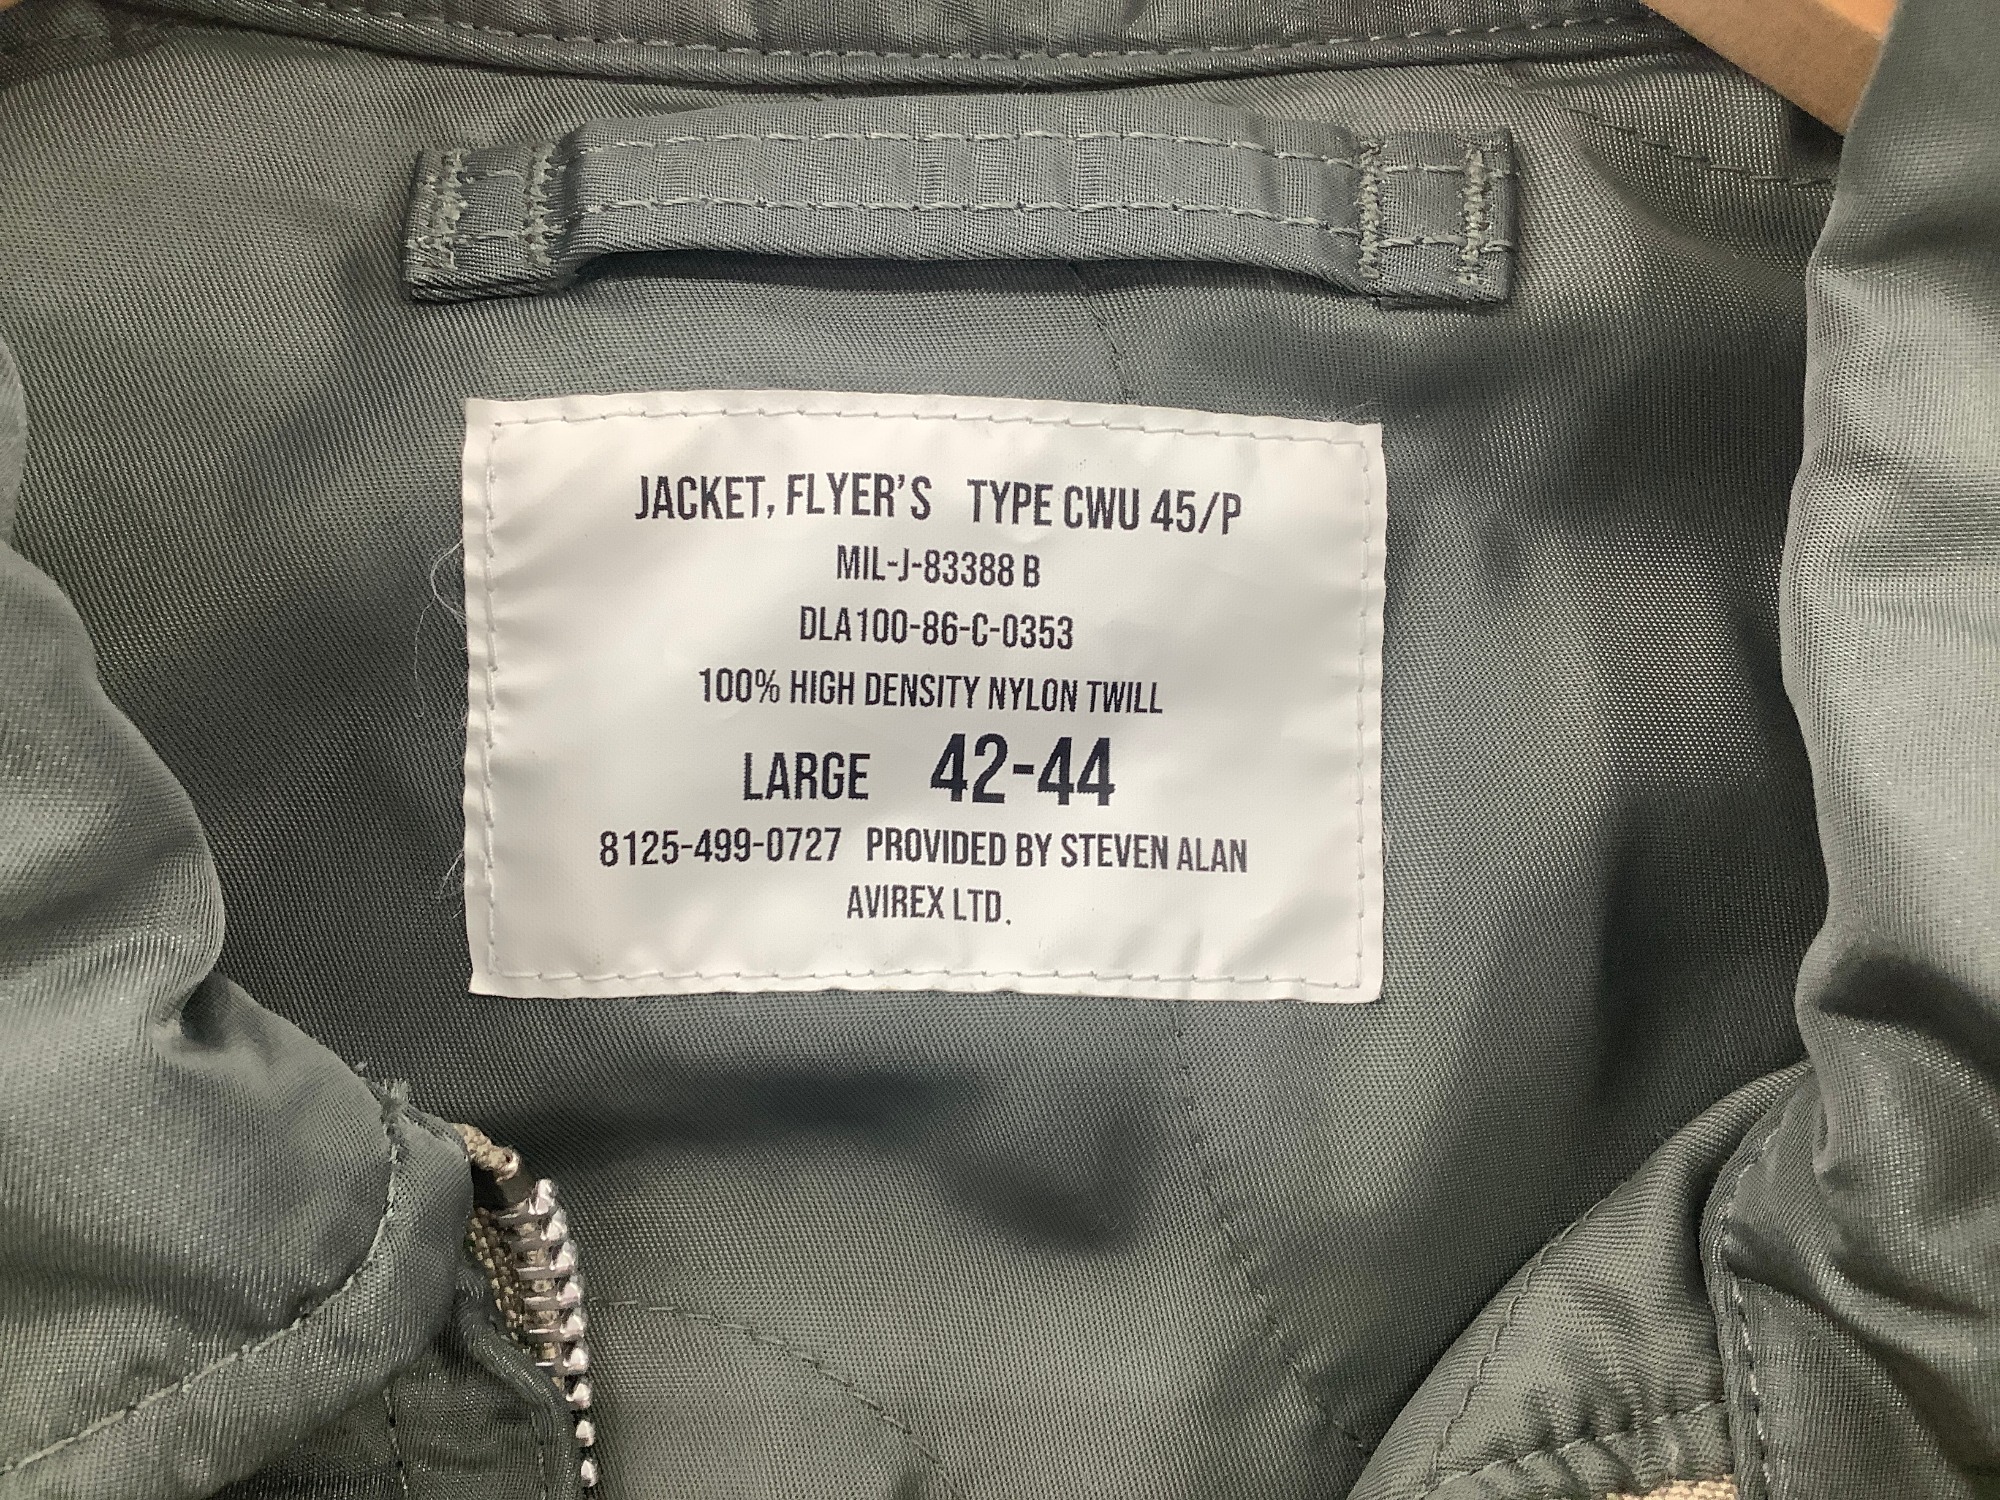 JACKET, FLYER'S TYPE CWU 45/P
MIL-J-83388 B
DLA100-86-C-0353
100% HIGH DENSITY NYLON TWILL
LARGE 42-44
8125-499-0727 PROVIDED BY STEVEN ALAN
AVIREX LTD.